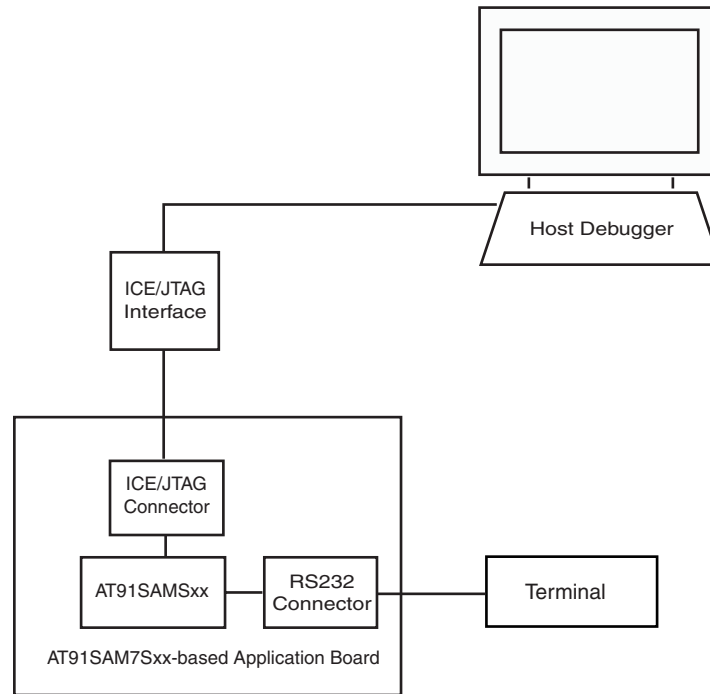 Host Debugger
ICE/JTAG
Interface
ICE/JTAG
Connector
AT91SAMSxx
RS232
Connector
Terminal
AT91SAM7Sxx-based Application Board